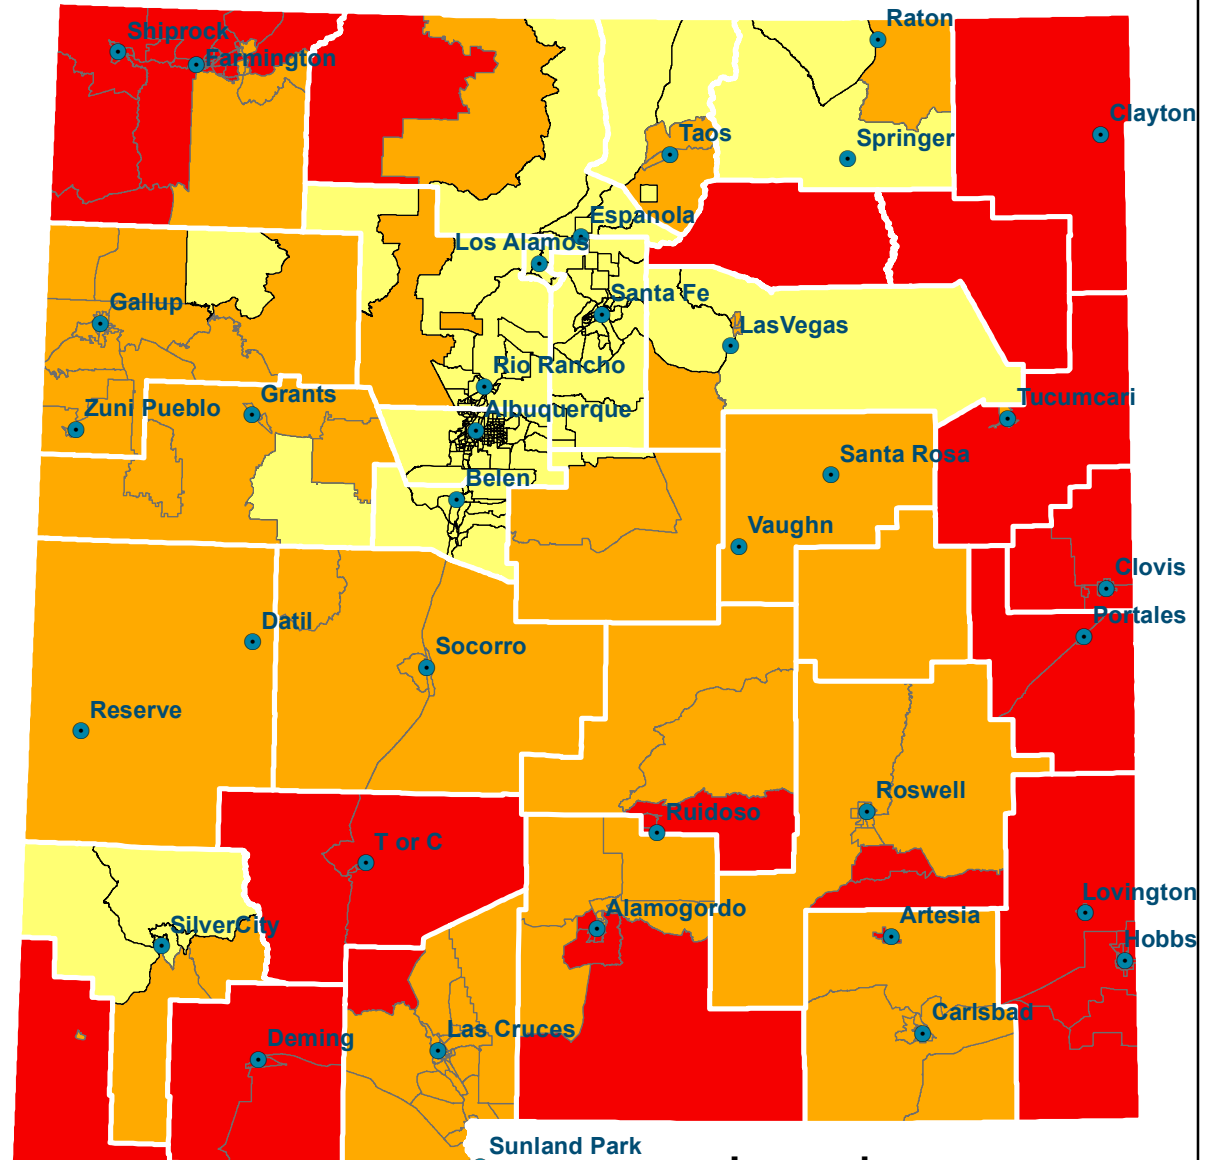 Raton
Shiprock
Farmington
Clayton
Taos
Springer
Espanola
Los Alamos
Santa Fe
Gallup
LasVegas
Rio Rancho
Grants
Tucumcari
Zuni Pueblo
Albuquerque
Santa Rosa
Belen
Vaughn
Clovis
Portales
Datil
Socorro
Reserve
Roswell
Ruidoso
T or C
Lovington
Alamogordo
Artesia
SilverCity
Hobbs
Carlsbad
Las Cruces
Deming
Sunland Park